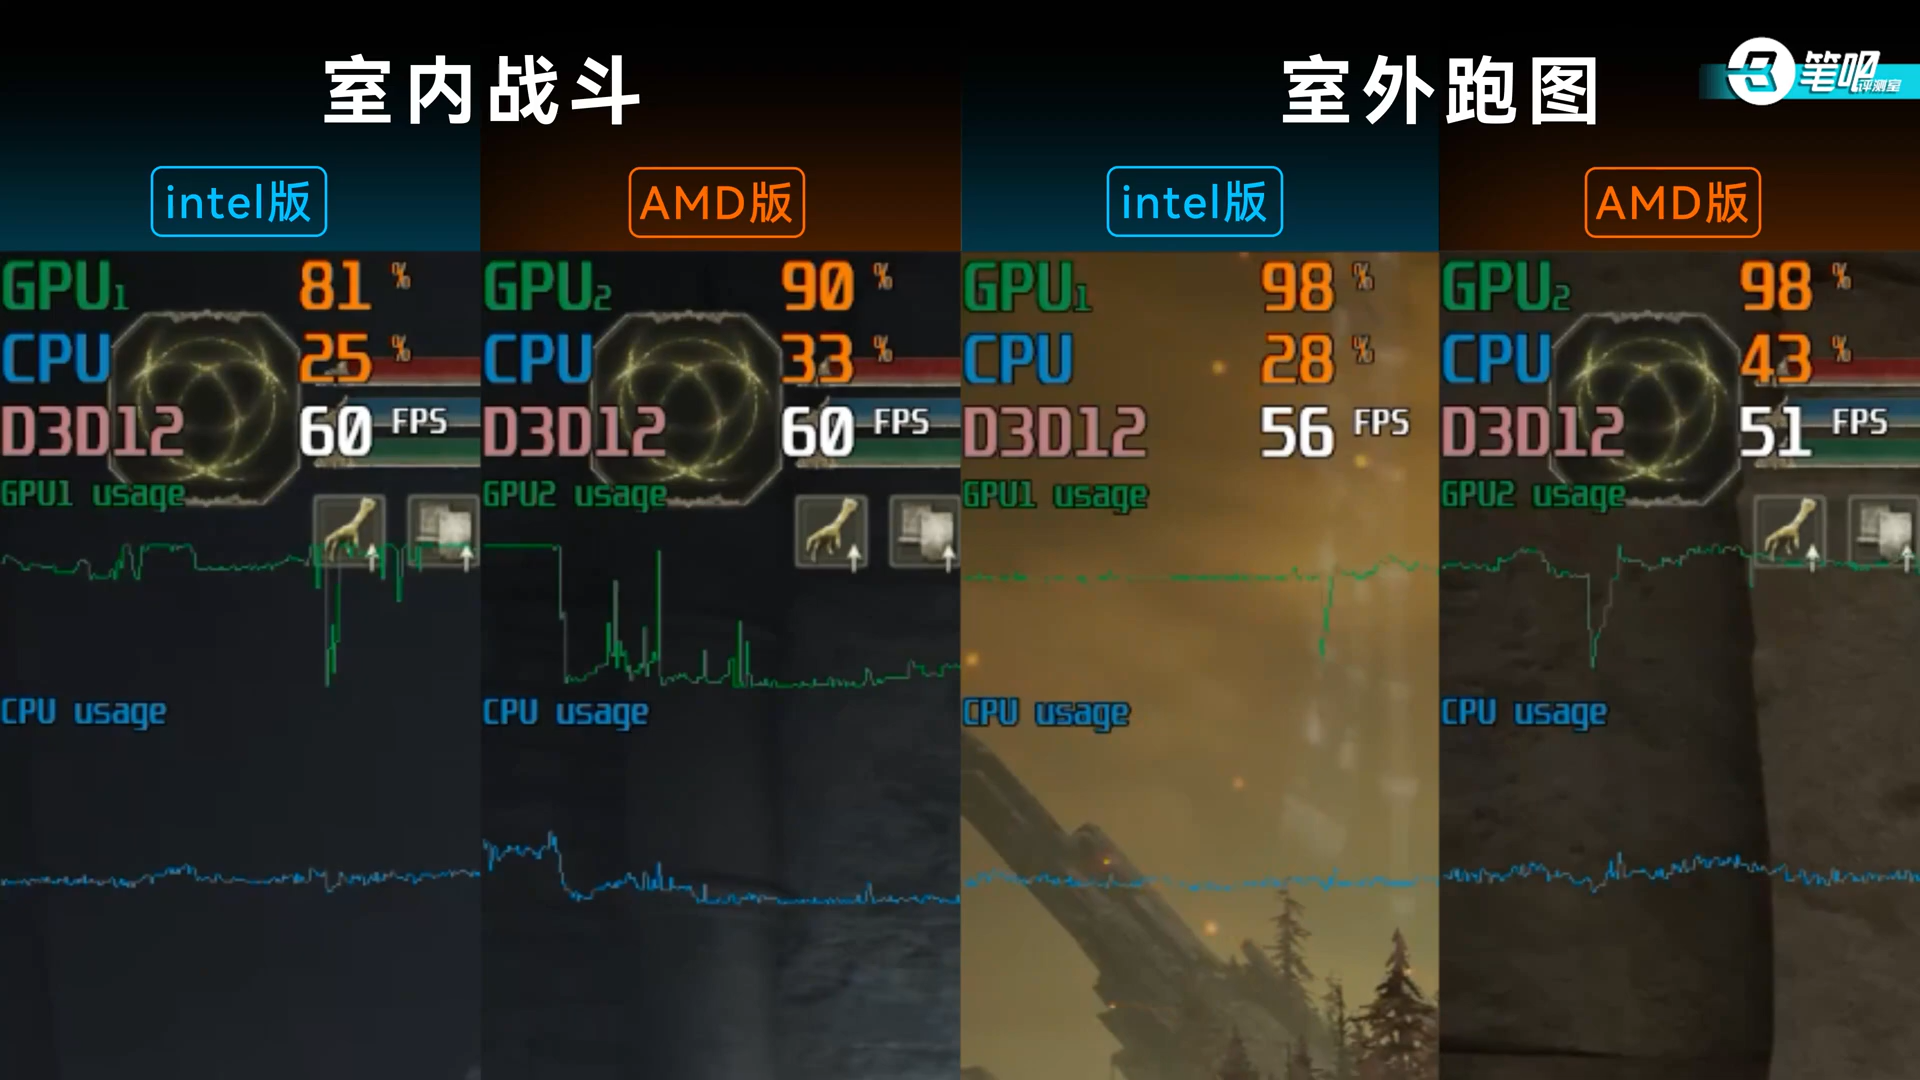 室内战斗
室外跑图
笔吧
评测室
intel版
AMD版
intel版
AMD版
GPU1 81 %
CPU 25 %
D3D12 60 FPS
GPU1 usage
CPU usage
GPU2 90 %
CPU 33 %
D3D12 60 FPS
GPU2 usage
CPU usage
GPU1 98 %
CPU 28 %
D3D12 56 FPS
GPU1 usage
CPU usage
GPU2 98 %
CPU 43 %
D3D12 51 FPS
GPU2 usage
CPU usage